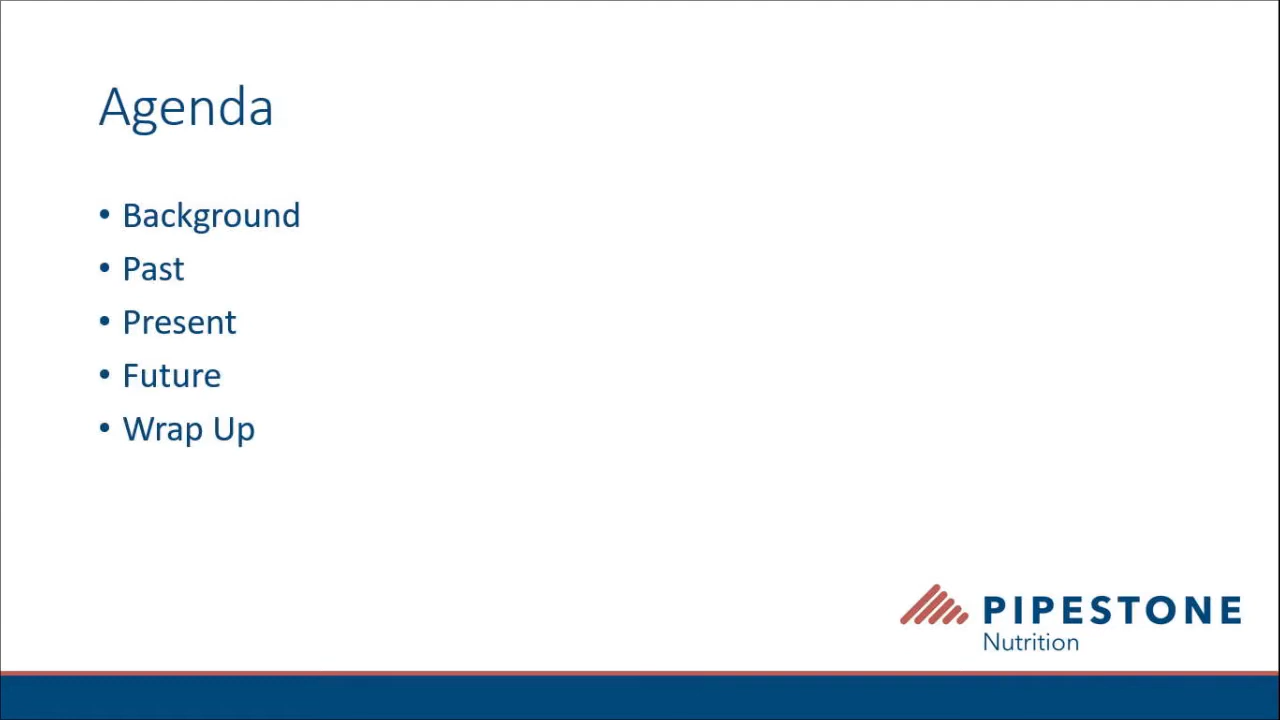 Agenda
• Background
• Past
• Present
• Future
• Wrap Up
PIPESTONE
Nutrition